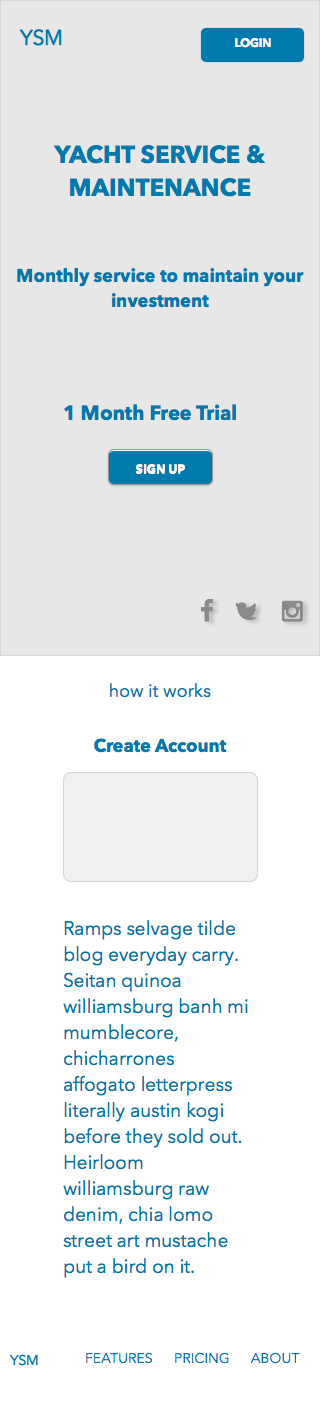 YSM
LOGIN
YACHT SERVICE &
MAINTENANCE
Monthly service to maintain your
investment
1 Month Free Trial
SIGN UP
how it works
Create Account
Ramps selvage tilde
blog everyday carry.
Seitan quinoa
williamsburg banh mi
mumblecore,
chicharrones
affogato letterpress
literally austin kogi
before they sold out.
Heirloom
williamsburg raw
denim, chia lomo
street art mustache
put a bird on it.
YSM FEATURES PRICING ABOUT